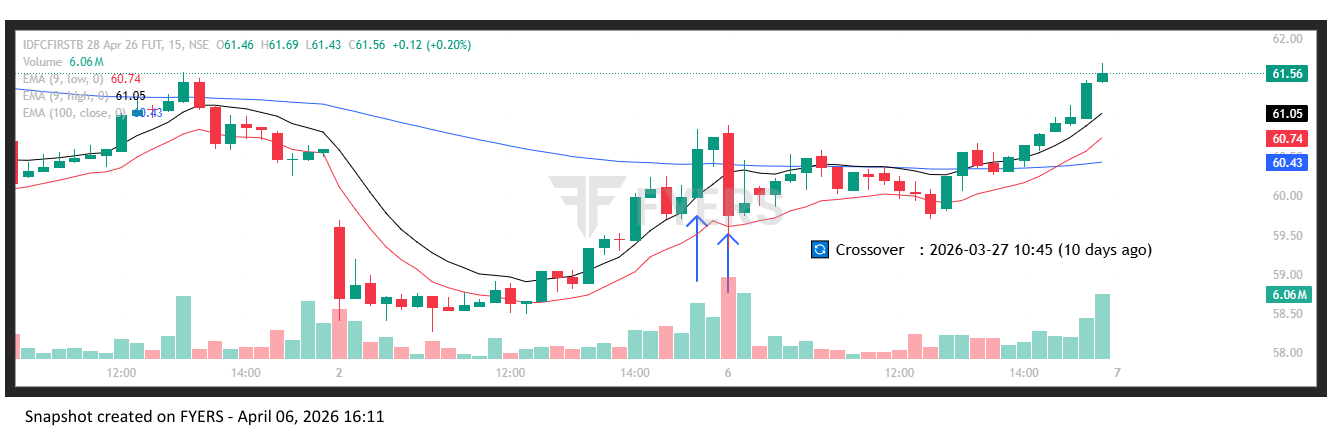 IDFCFIRSTB 28 Apr 26 FUT, 15, NSE O61.46 H61.69 L61.43 C61.56 +0.12 (+0.20%)
Volume 6.06M
EMA (9, low, 0) 60.74
EMA (9, high, 0) 61.05
EMA (100, close, 0) 60.43
62.00
61.56
61.05
60.74
60.43
60.00
59.50
59.00
6.06M
58.50
58.00
FYERS
Crossover : 2026-03-27 10:45 (10 days ago)
12:00 14:00 2 12:00 14:00 6 12:00 14:00 7
Snapshot created on FYERS - April 06, 2026 16:11